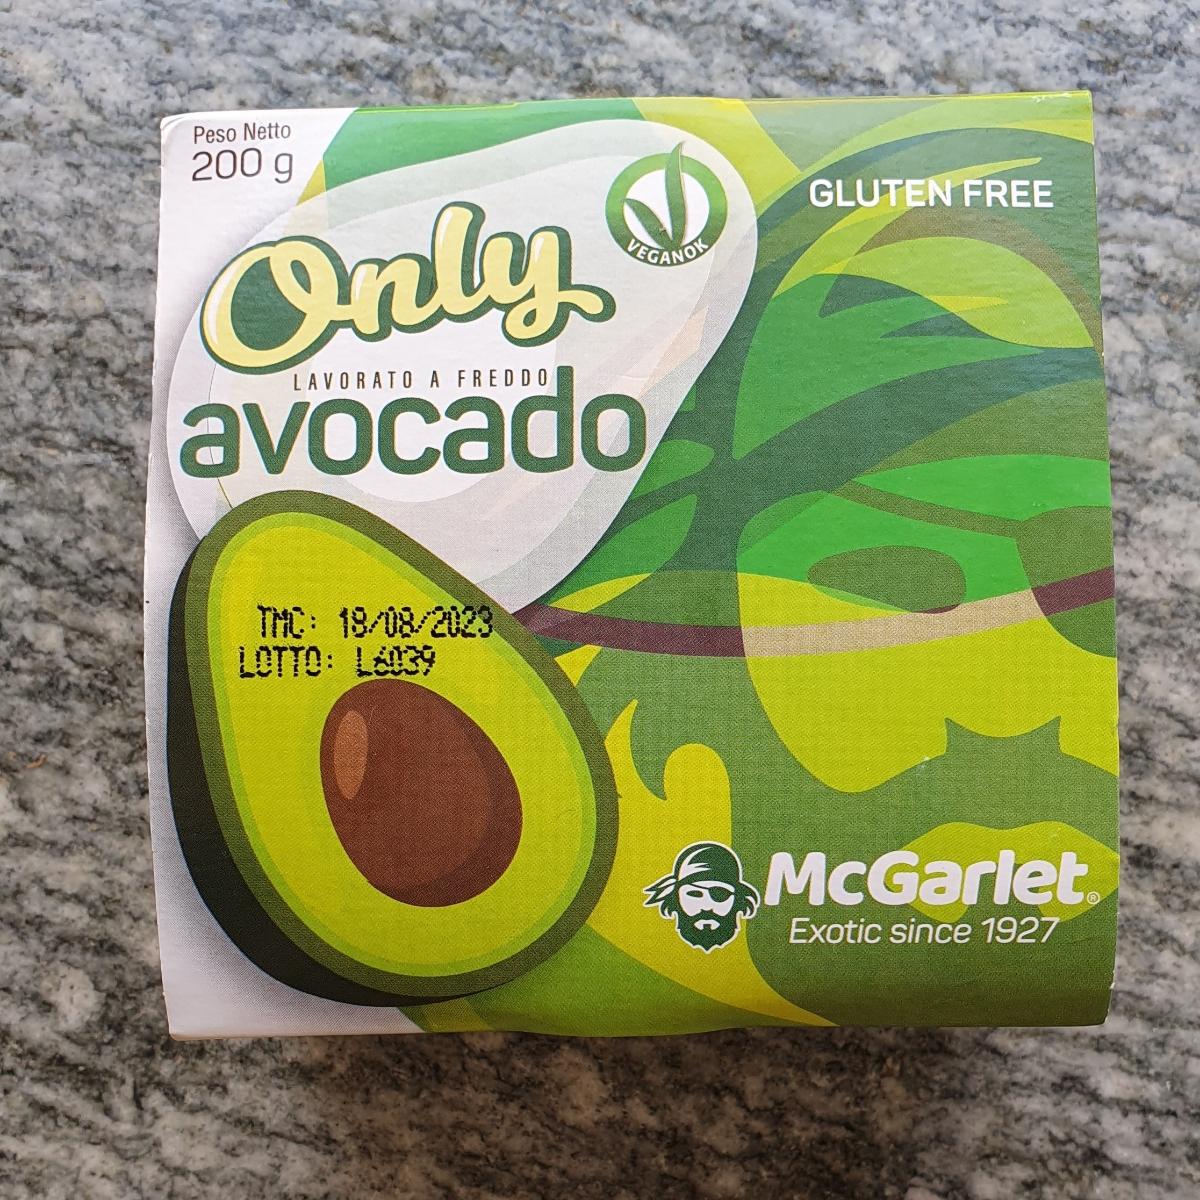 Peso Netto
200 g
Only
VEGANOK
GLUTEN FREE
LAVORATO A FREDDO
avocado
TMC: 18/08/2023
LOTTO: L6039
McGarlet®
Exotic since 1927